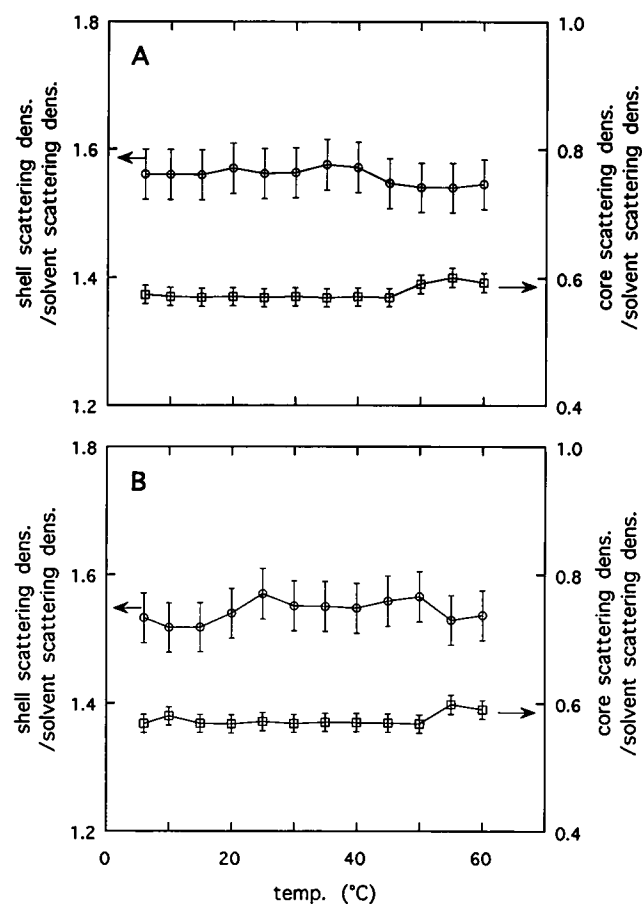 1.8
1.6
1.4
1.2
A
1.0
0.8
0.6
0.4
shell scattering dens.
/solvent scattering dens.
core scattering dens.
/solvent scattering dens.
1.8
1.6
1.4
1.2
B
1.0
0.8
0.6
0.4
shell scattering dens.
/solvent scattering dens.
core scattering dens.
/solvent scattering dens.
0 20 40 60
temp. (°C)